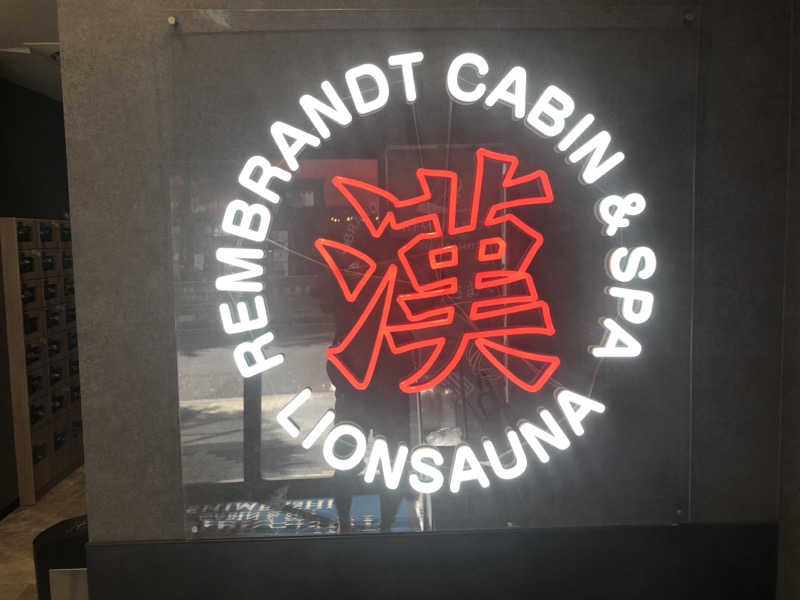 REMBRANDT CABIN & SPA
漢
LIONSAUNA